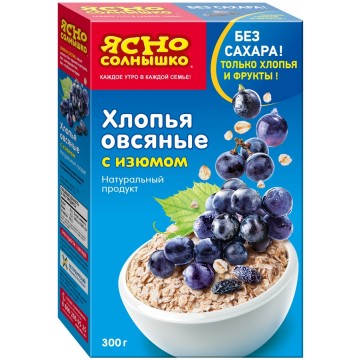 ЯСНО
СОЛНЫШКО
КАЖДОЕ УТРО В КАЖДОЙ СЕМЬЕ!
БЕЗ
САХАРА!
ТОЛЬКО ХЛОПЬЯ
И ФРУКТЫ !
Хлопья
овсяные
с изюмом
Натуральный
продукт
300 г